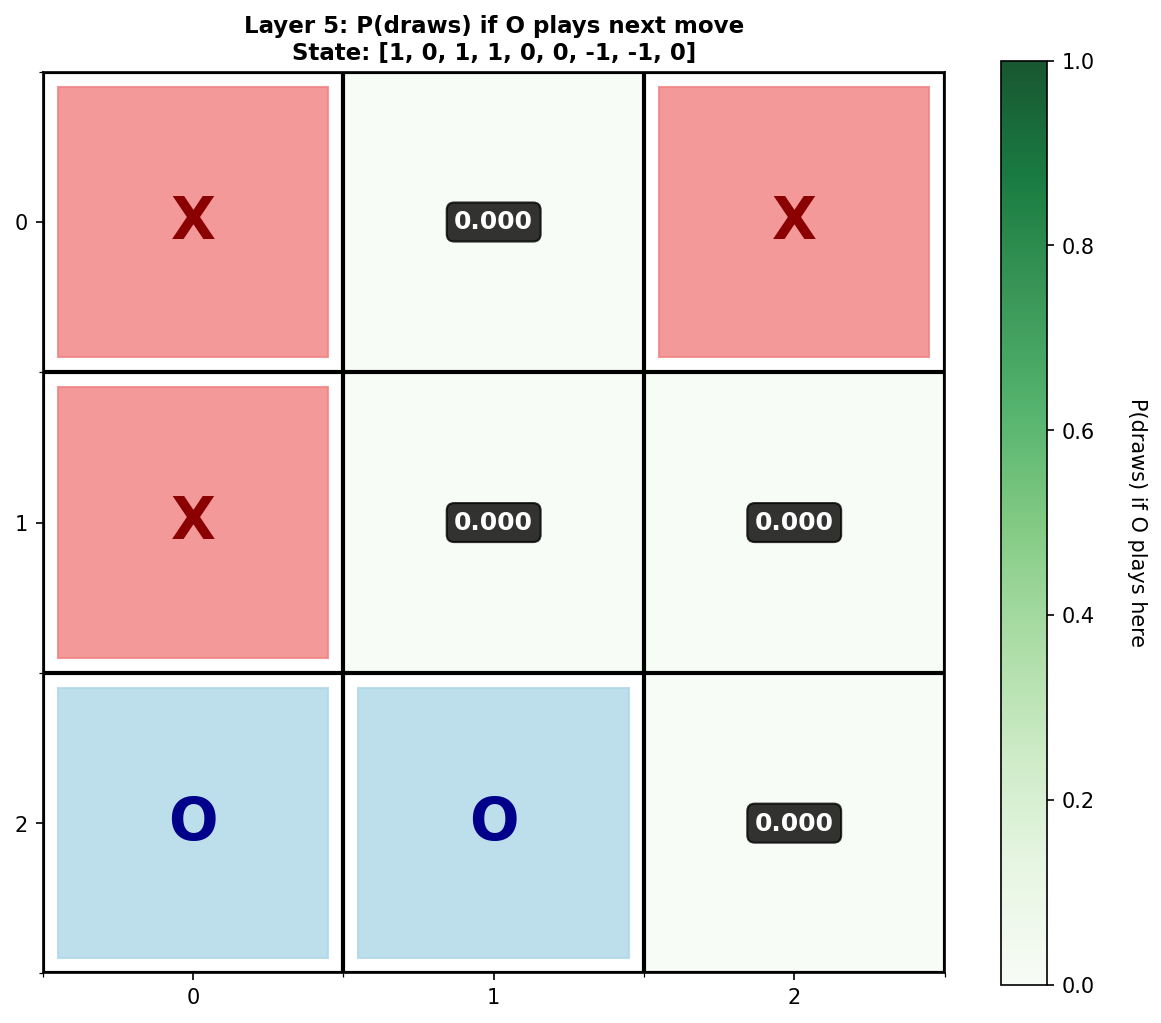 Layer 5: P(draws) if O plays next move
State: [1, 0, 1, 1, 0, 0, -1, -1, 0]
1.0
0.8
0.6
0.4
0.2
0.0
P(draws) if O plays here
0
X
0.000
X
1
X
0.000
0.000
2
O
O
0.000
0
1
2